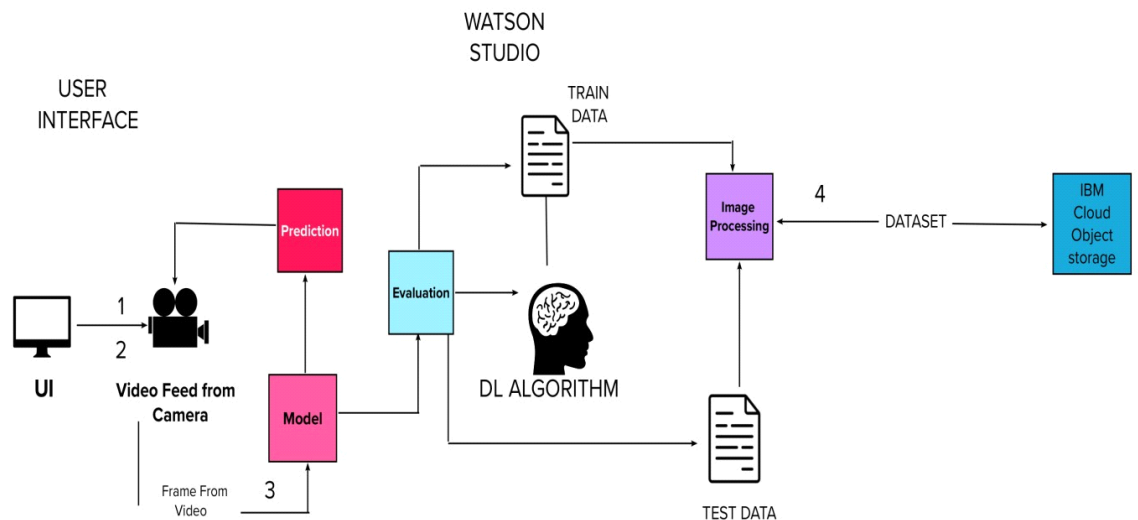 WATSON
STUDIO
USER
INTERFACE
TRAIN
DATA
Prediction
Image
Processing
4
DATASET
IBM
Cloud
Object
storage
Evaluation
1
2
UI
Video Feed from
Camera
Model
DL ALGORITHM
Frame From
Video
3
TEST DATA